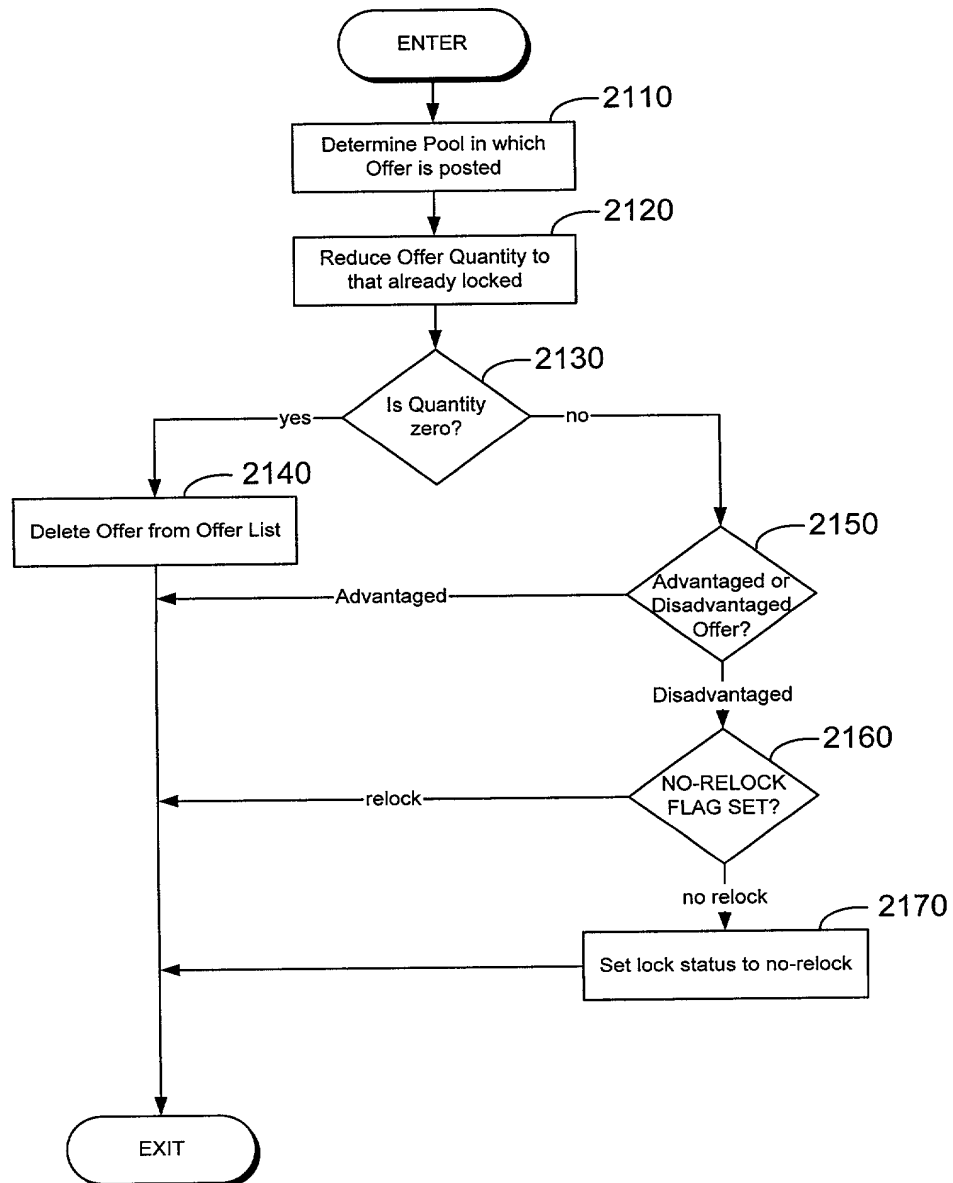 ENTER
2110
Determine Pool in which
Offer is posted
2120
Reduce Offer Quantity to
that already locked
2130
Is Quantity
zero?
yes
no
2140
Delete Offer from Offer List
2150
Advantaged or
Disadvantaged
Offer?
Advantaged
Disadvantaged
2160
NO-RELOCK
FLAG SET?
relock
no relock
2170
Set lock status to no-relock
EXIT